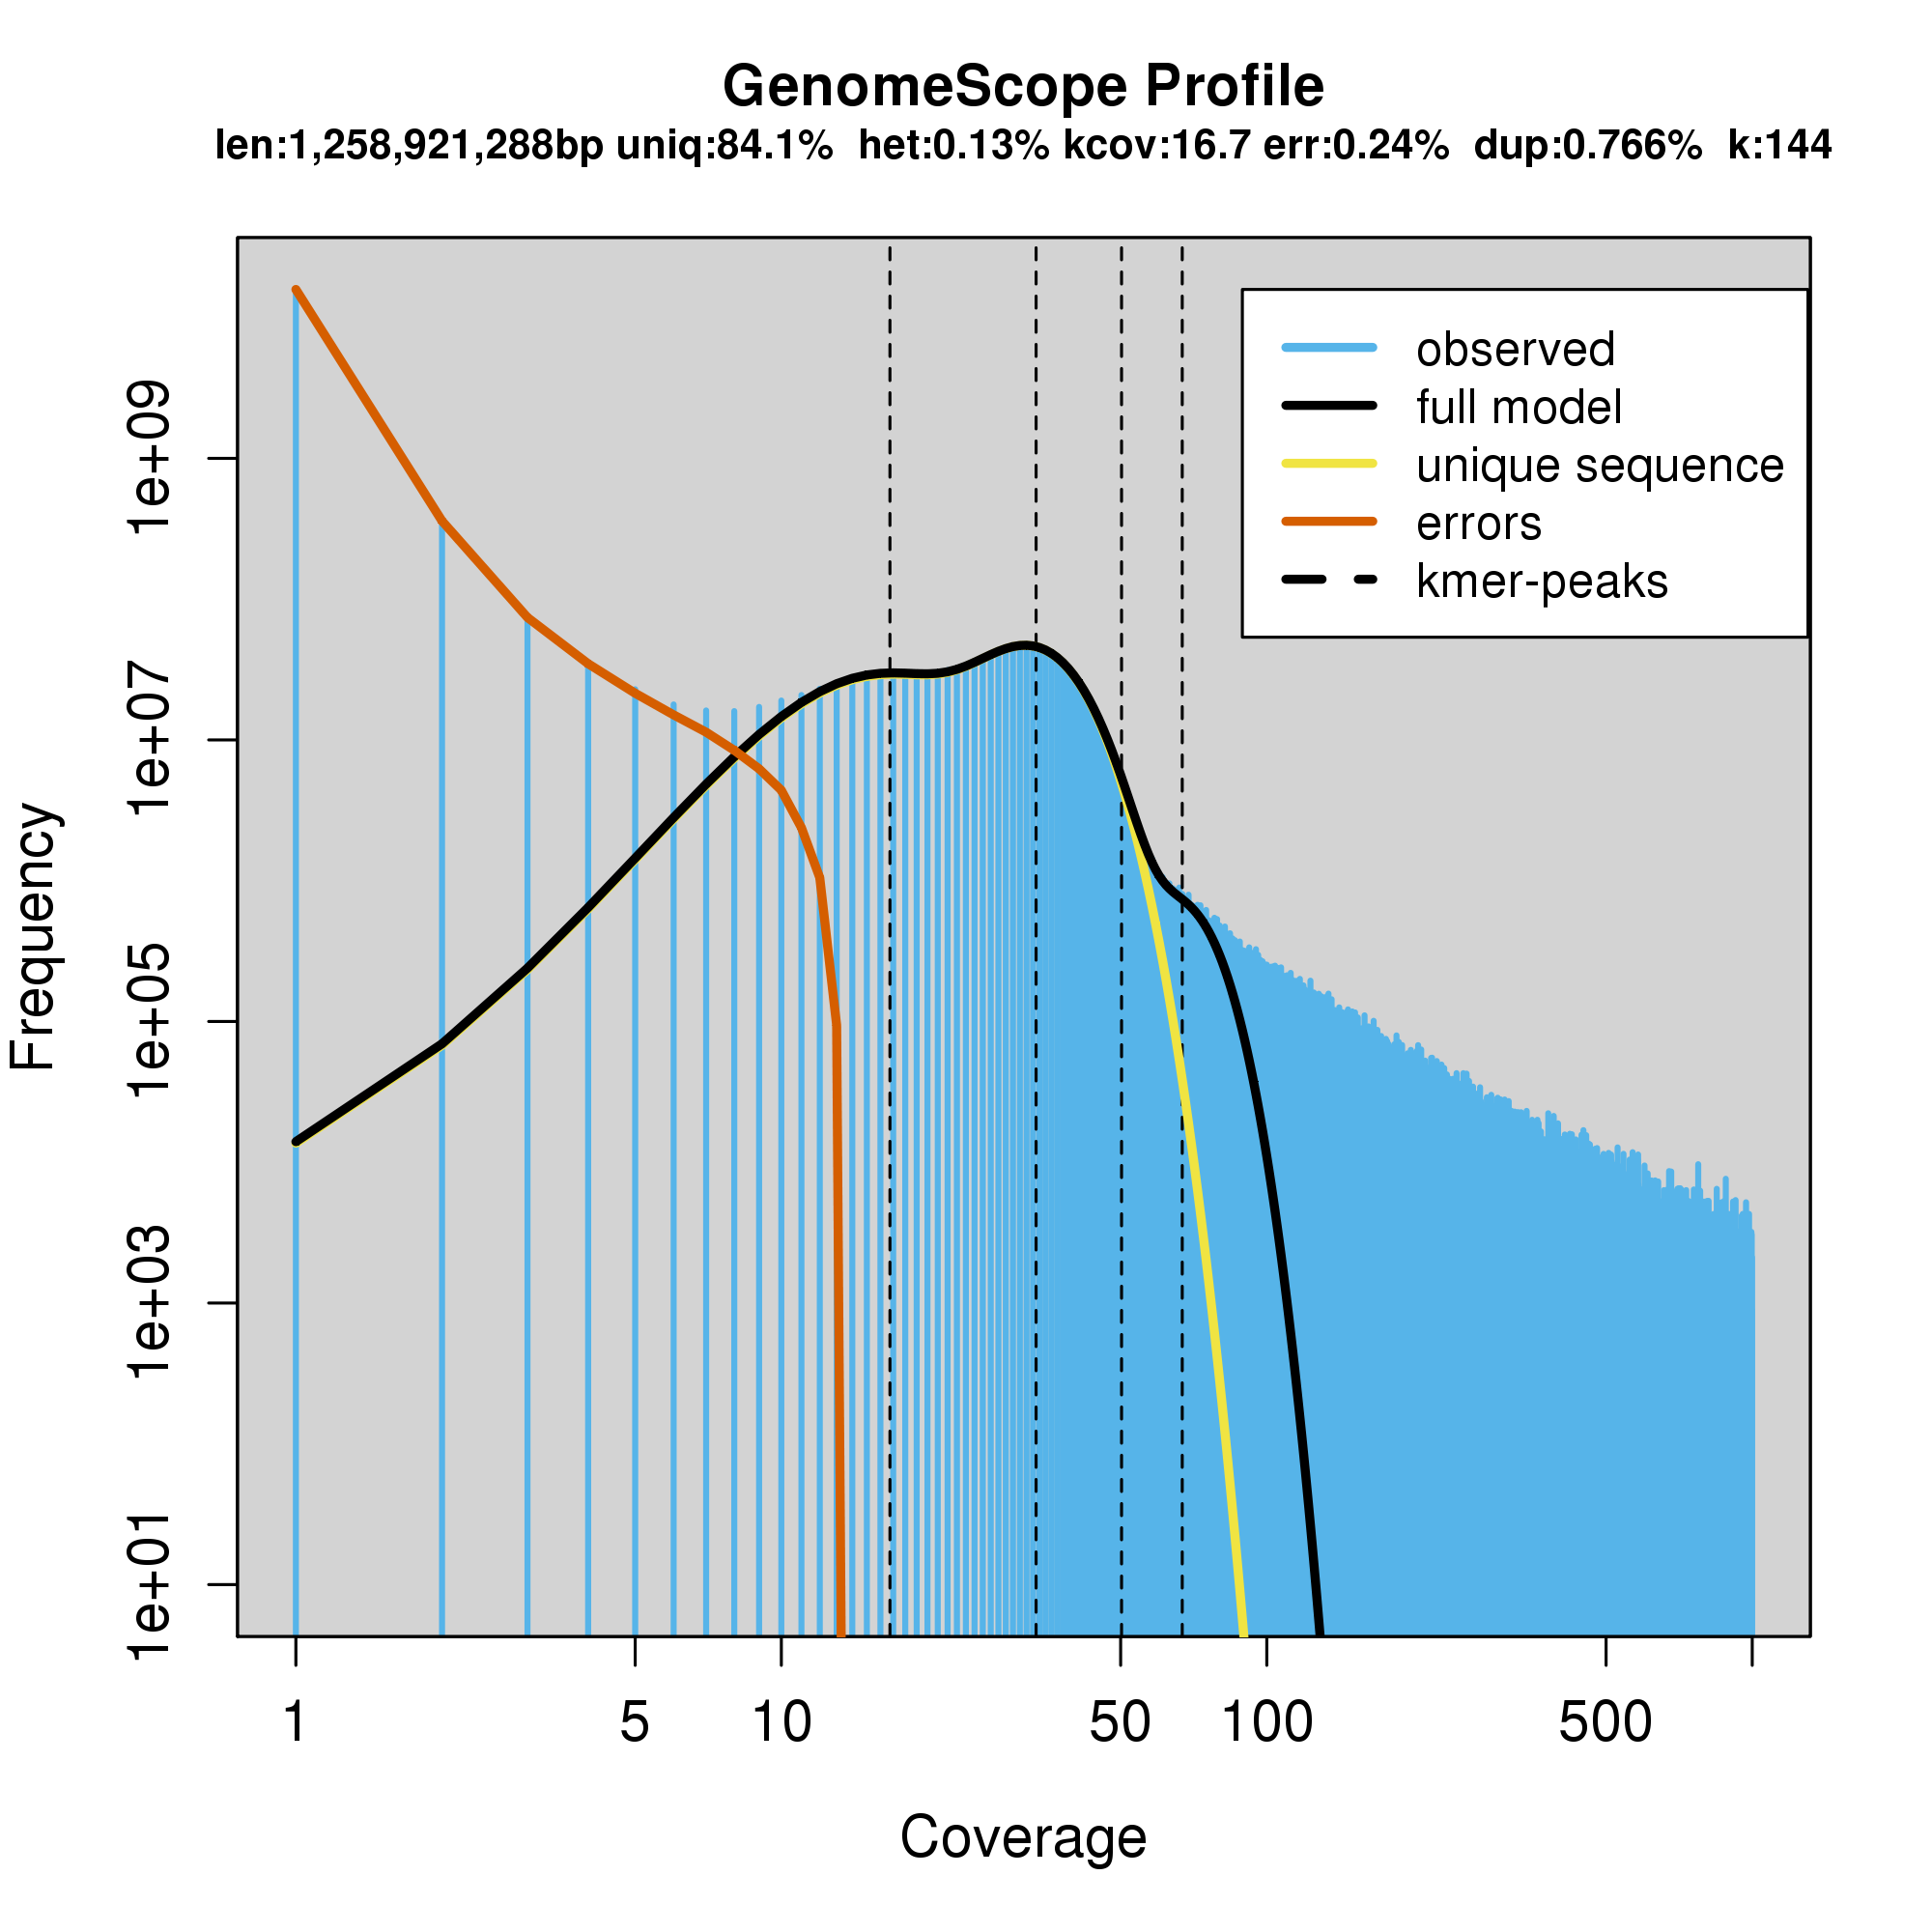 GenomeScope Profile
len:1,258,921,288bp uniq:84.1%  het:0.13% kcov:16.7 err:0.24%  dup:0.766%  k:144
observed
full model
unique sequence
errors
kmer-peaks
Frequency
1e+09
1e+07
1e+05
1e+03
1e+01
1 5 10 50 100 500
Coverage